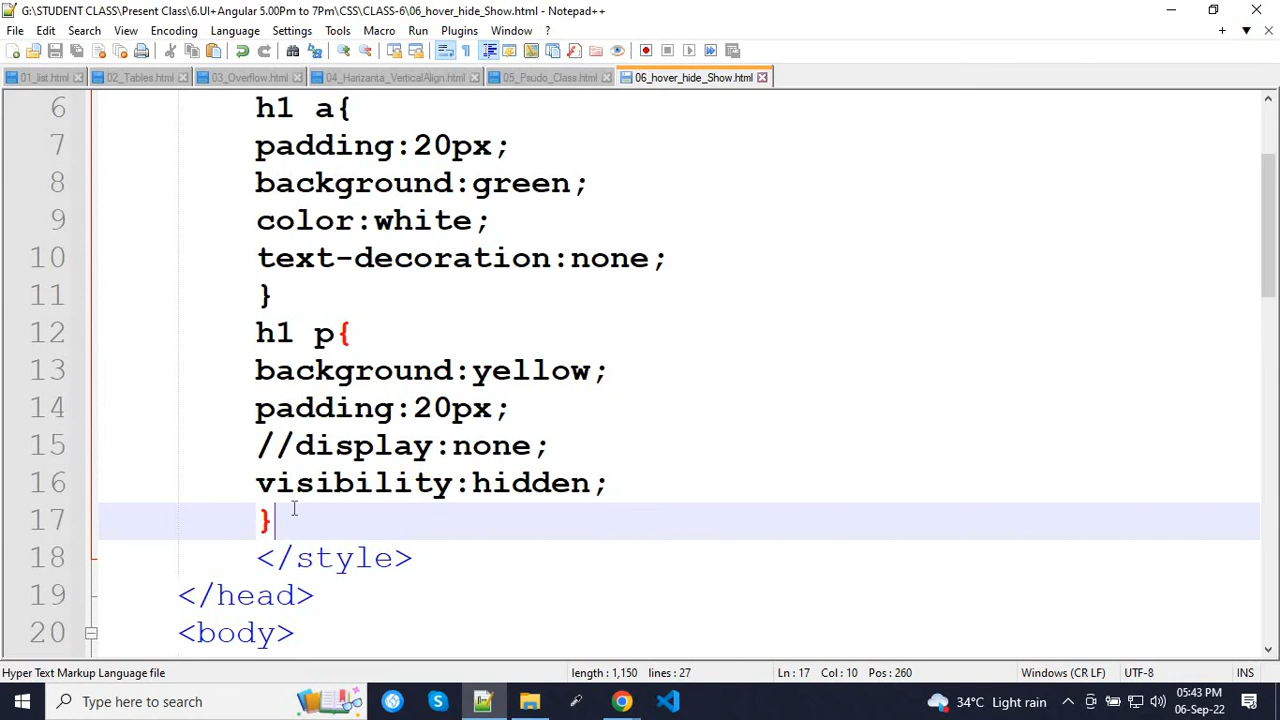 G:\STUDENT CLASS\Present Class\6.UI+Angular 5.00Pm to 7Pm\CSS\CLASS-6\06_hover_hide_Show.html - Notepad++
File Edit Search View Encoding Language Settings Tools Macro Run Plugins Window ?
01_list.html 02_Tables.html 03_Overflow.html 04_Harizanta_VerticalAlign.html 05_Psudo_Class.html 06_hover_hide_Show.html
6 h1 a{
7 padding:20px;
8 background:green;
9 color:white;
10 text-decoration:none;
11 }
12 h1 p{
13 background:yellow;
14 padding:20px;
15 //display:none;
16 visibility:hidden;
17 }
18 </style>
19 </head>
20 <body>
Hyper Text Markup Language file length : 1,150 lines : 27 Ln : 17 Col : 10 Pos : 260 Windows (CR LF) UTF-8 INS
Type here to search 34°C Light rain 05:43 PM
06-Sep-22